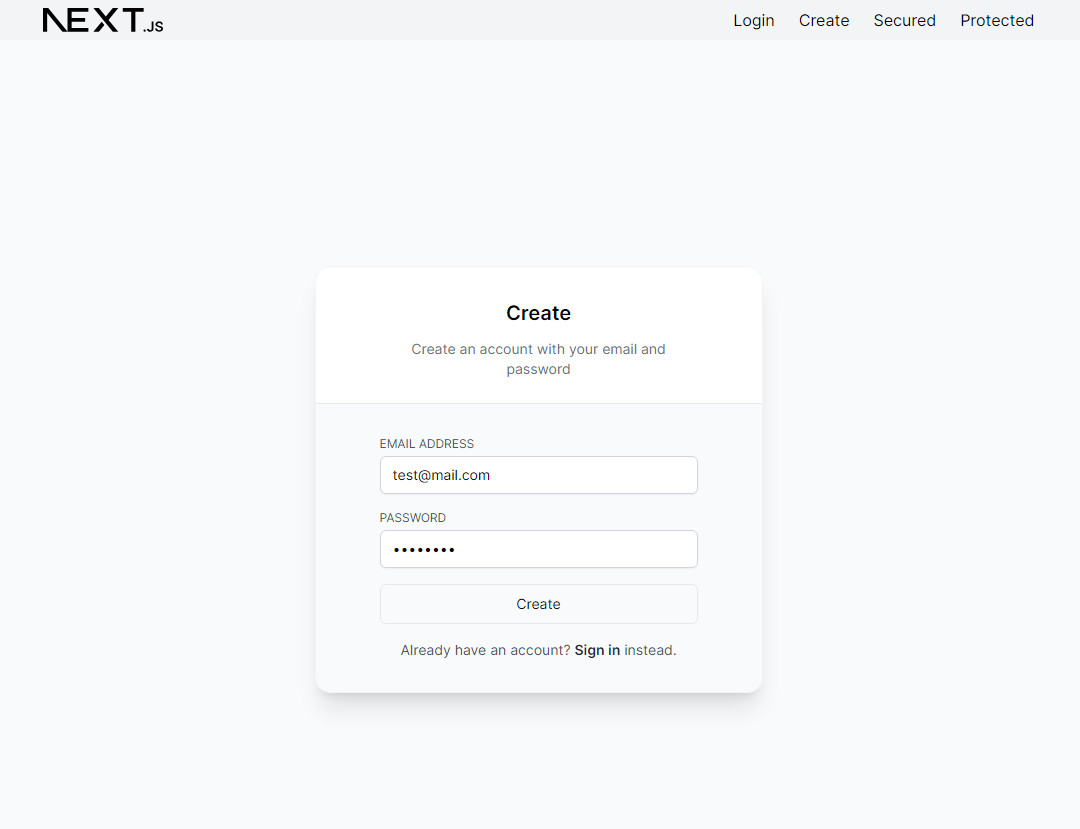 NEXT.JS
Login Create Secured Protected
Create
Create an account with your email and
password
EMAIL ADDRESS
test@mail.com
PASSWORD
••••••••
Create
Already have an account? Sign in instead.